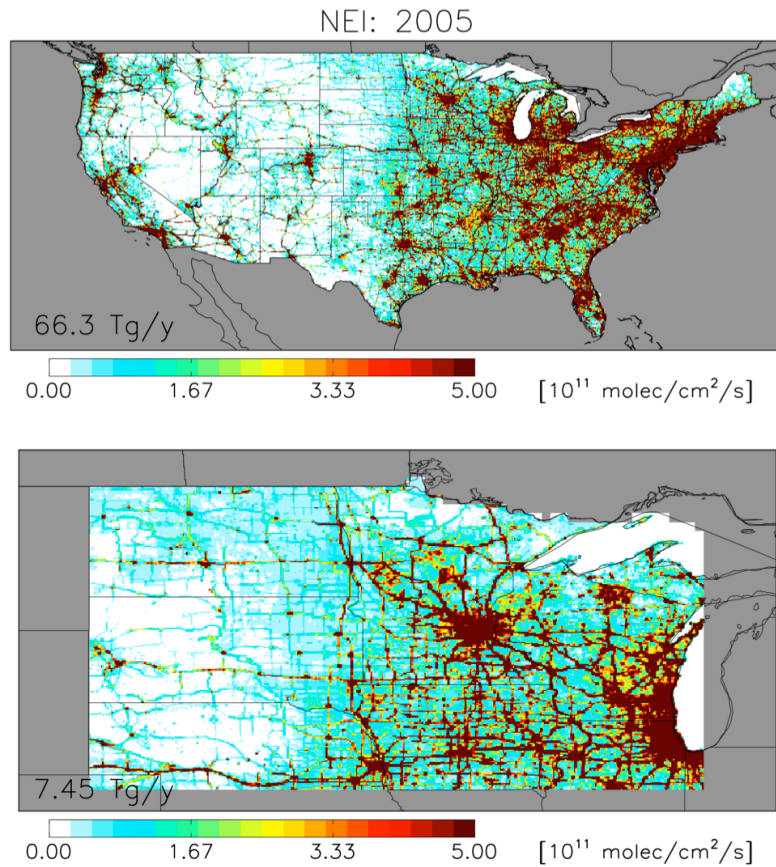 NEI: 2005
66.3 Tg/y
0.00 1.67 3.33 5.00 [10¹¹ molec/cm²/s]
7.45 Tg/y
0.00 1.67 3.33 5.00 [10¹¹ molec/cm²/s]